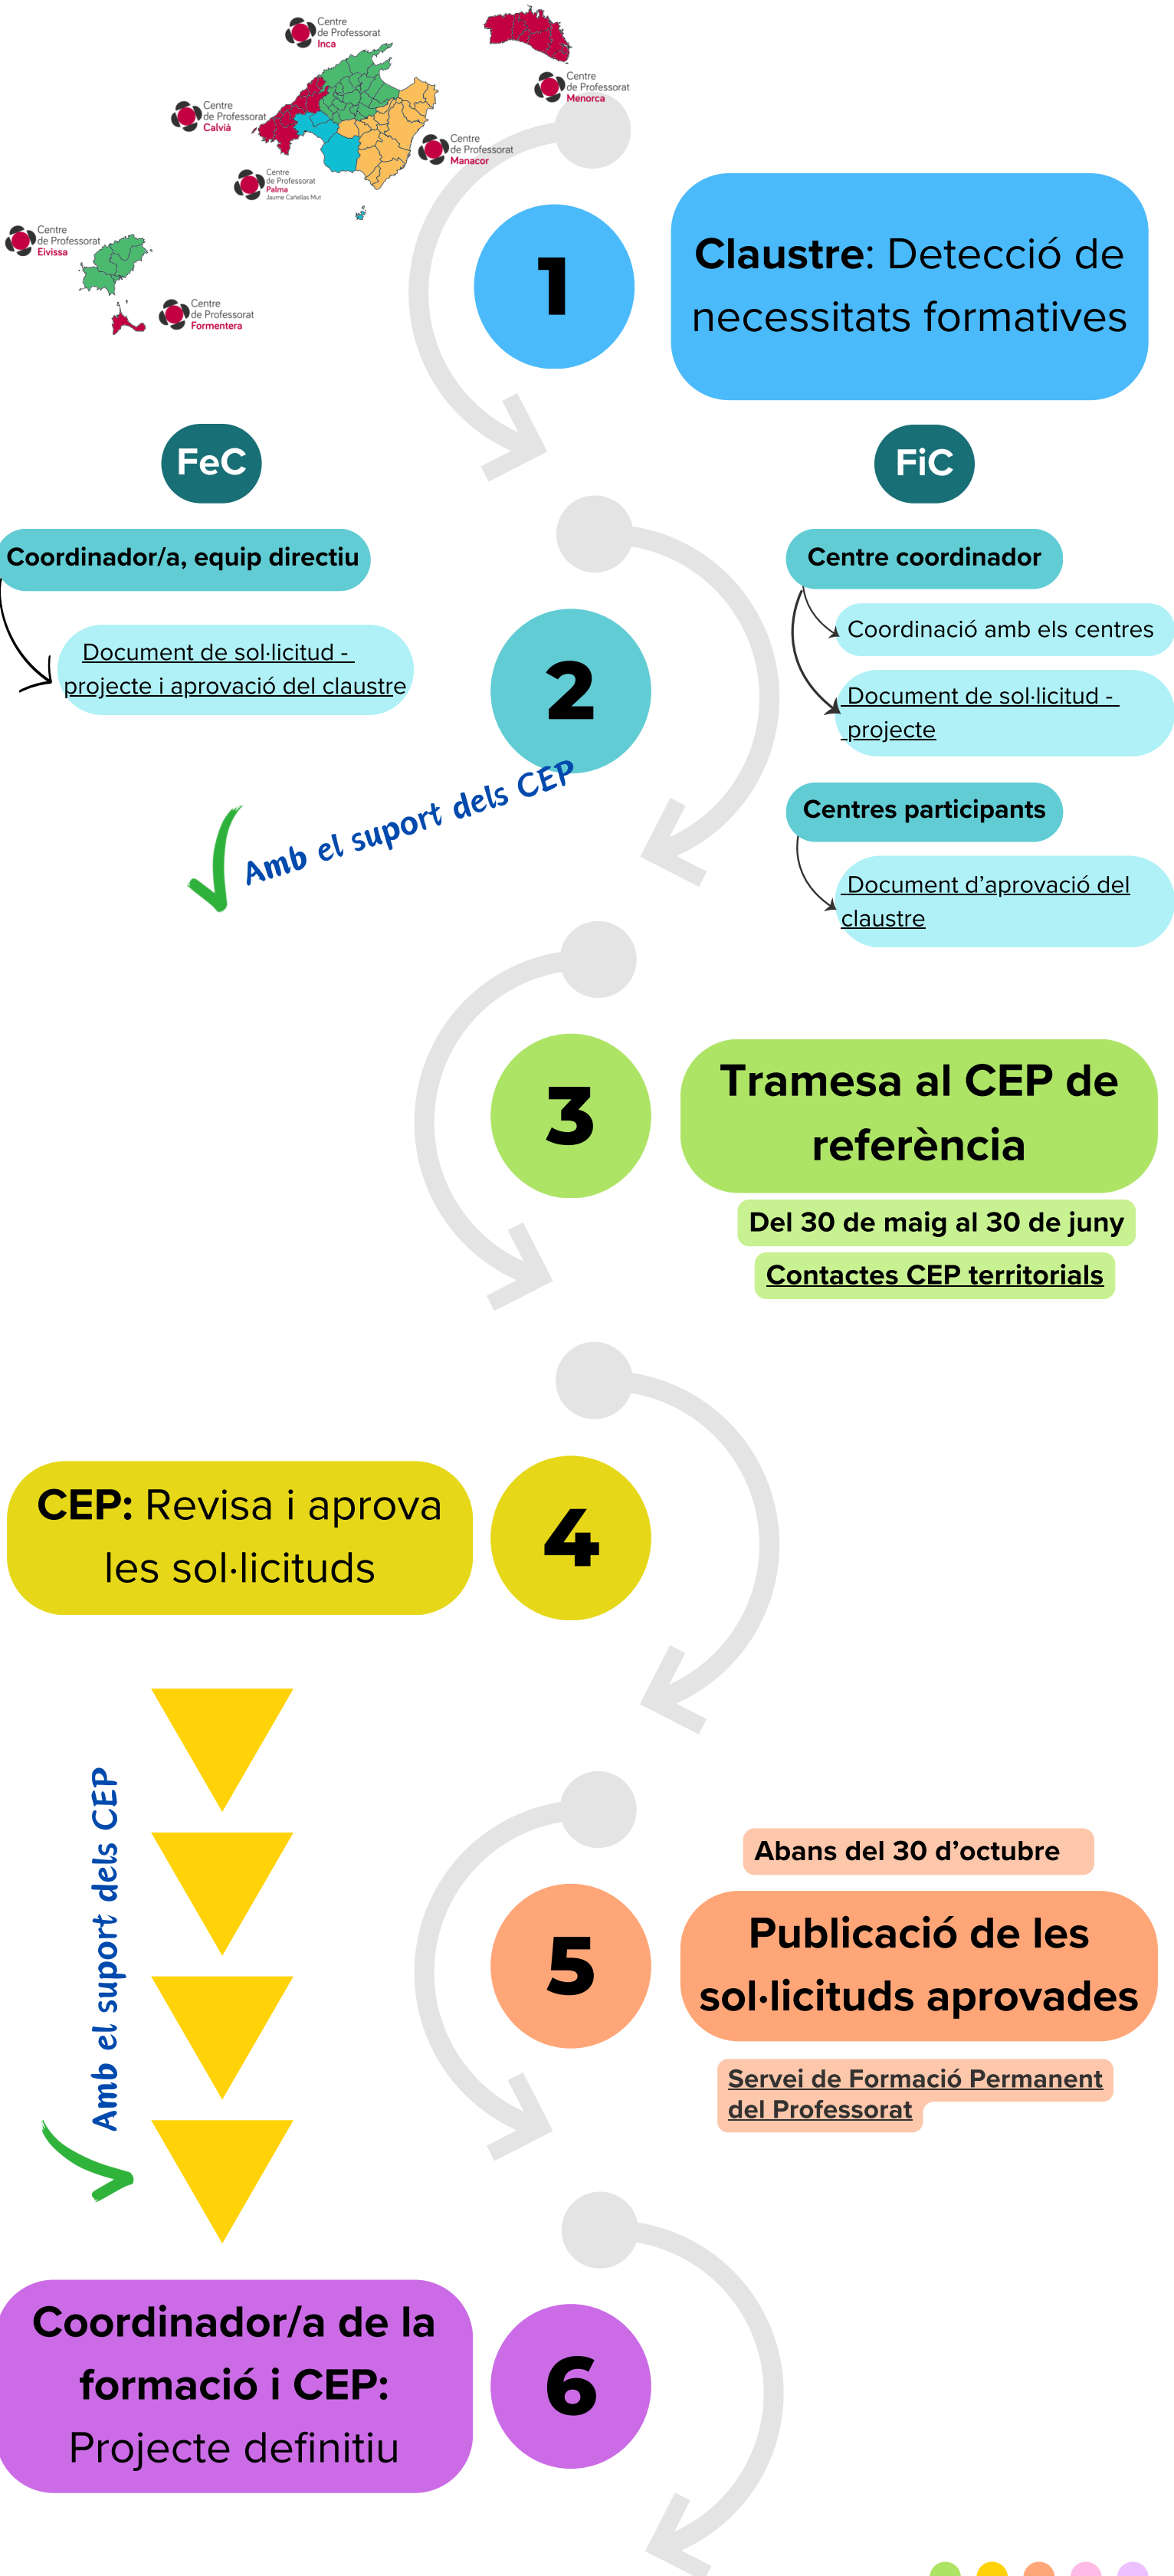 Centre
de Professorat
Inca
Centre
de Professorat
Menorca
Centre
de Professorat
Calvià
Centre
de Professorat
Manacor
Centre
de Professorat
Palma
Jaume Cañellas Mut
Centre
de Professorat
Eivissa
Centre
de Professorat
Formentera
1
Claustre: Detecció de
necessitats formatives
FeC
Coordinador/a, equip directiu
Document de sol·licitud -
projecte i aprovació del claustre
FiC
Centre coordinador
Coordinació amb els centres
Document de sol·licitud -
projecte
Centres participants
Document d'aprovació del
claustre
2
Amb el suport dels CEP
3
Tramesa al CEP de
referència
Del 30 de maig al 30 de juny
Contactes CEP territorials
CEP: Revisa i aprova
les sol·licituds
4
Amb el suport dels CEP
Abans del 30 d'octubre
5
Publicació de les
sol·licituds aprovades
Servei de Formació Permanent
del Professorat
Coordinador/a de la
formació i CEP:
Projecte definitiu
6